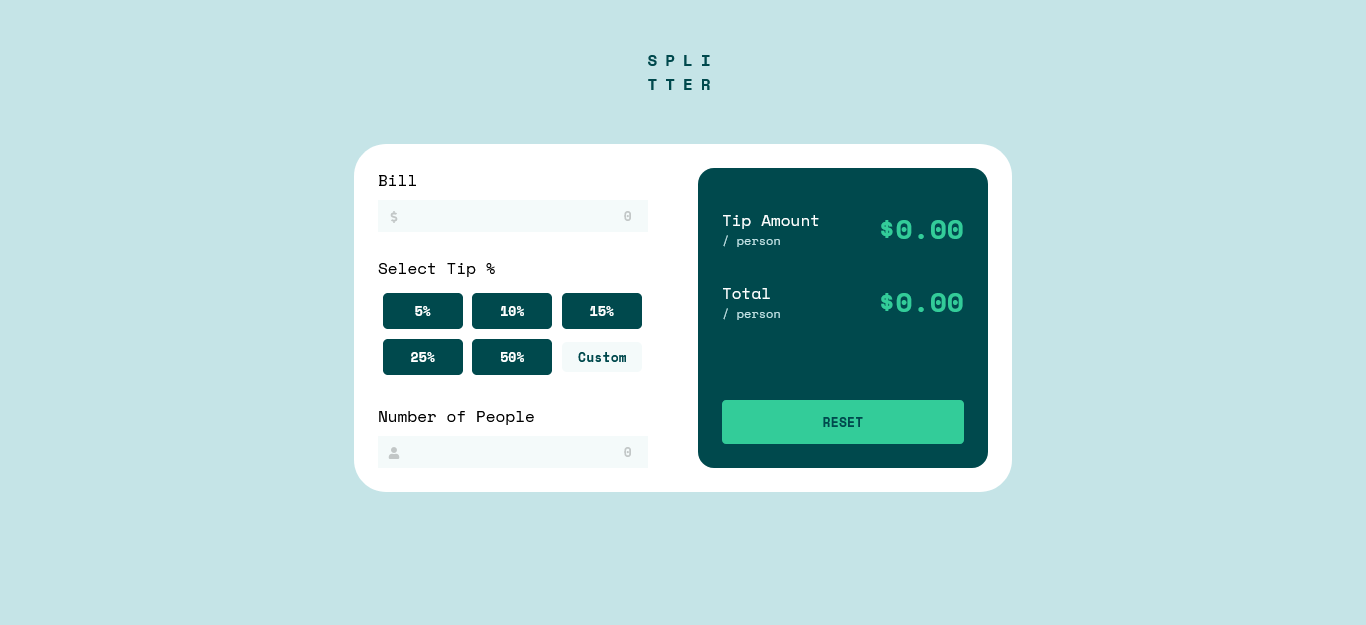 SPLI
TTER
Bill
$ 0
Select Tip %
5% 10% 15%
25% 50% Custom
Number of People
0
Tip Amount
/ person
$0.00
Total
/ person
$0.00
RESET